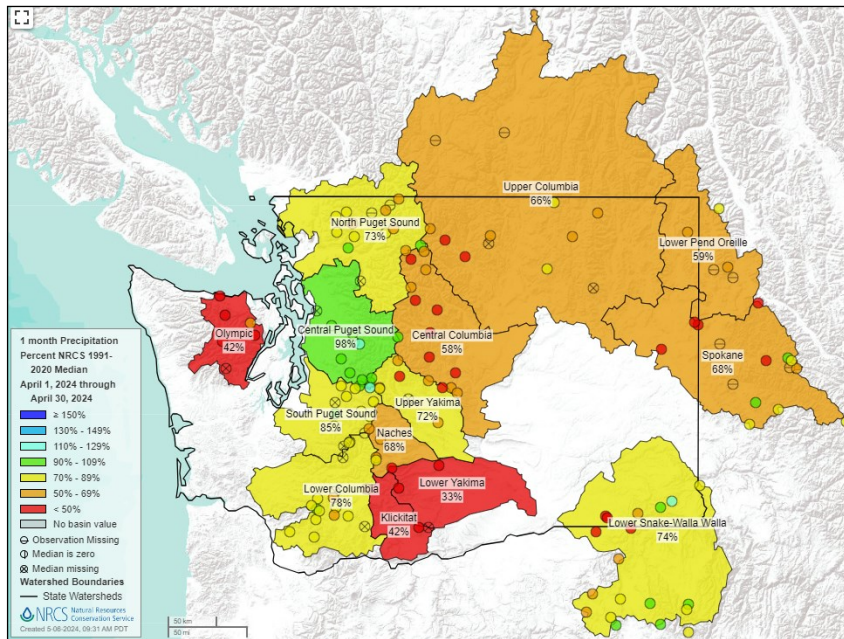 Upper Columbia
66%
North Puget Sound
73%
Lower Pend Oreille
59%
Olympic
42%
Central Puget Sound
98%
Central Columbia
58%
Spokane
68%
South Puget Sound
85%
Upper Yakima
72%
Naches
68%
Lower Columbia
78%
Lower Yakima
33%
Klickitat
42%
Lower Snake-Walla Walla
74%
1 month Precipitation
Percent NRCS 1991-
2020 Median
April 1, 2024 through
April 30, 2024
≥ 150%
130% - 149%
110% - 129%
90% - 109%
70% - 89%
50% - 69%
< 50%
No basin value
Observation Missing
Median is zero
Median missing
Watershed Boundaries
State Watersheds
NRCS
Natural Resources
Conservation Service
Created 5-08-2024, 09:31 AM PDT
50 km
50 mi